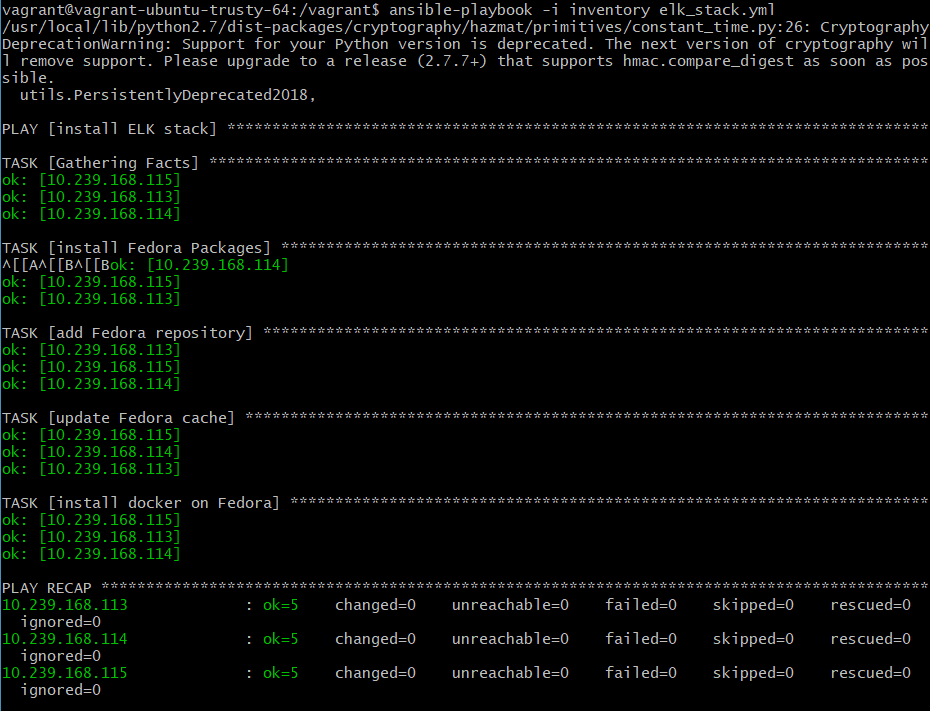 vagrant@vagrant-ubuntu-trusty-64:/vagrant$ ansible-playbook -i inventory elk_stack.yml
/usr/local/lib/python2.7/dist-packages/cryptography/hazmat/primitives/constant_time.py:26: Cryptography
DeprecationWarning: Support for your Python version is deprecated. The next version of cryptography wil
l remove support. Please upgrade to a release (2.7.7+) that supports hmac.compare_digest as soon as pos
sible.
  utils.PersistentlyDeprecated2018,
PLAY [install ELK stack] ******************************************************************************
TASK [Gathering Facts] ********************************************************************************
ok: [10.239.168.115]
ok: [10.239.168.113]
ok: [10.239.168.114]
TASK [install Fedora Packages] ************************************************************************
^[[A^[[B^[[Bok: [10.239.168.114]
ok: [10.239.168.115]
ok: [10.239.168.113]
TASK [add Fedora repository] **************************************************************************
ok: [10.239.168.113]
ok: [10.239.168.115]
ok: [10.239.168.114]
TASK [update Fedora cache] ****************************************************************************
ok: [10.239.168.115]
ok: [10.239.168.114]
ok: [10.239.168.113]
TASK [install docker on Fedora] ***********************************************************************
ok: [10.239.168.115]
ok: [10.239.168.113]
ok: [10.239.168.114]
PLAY RECAP ********************************************************************************************
10.239.168.113             : ok=5    changed=0    unreachable=0    failed=0    skipped=0    rescued=0
  ignored=0
10.239.168.114             : ok=5    changed=0    unreachable=0    failed=0    skipped=0    rescued=0
  ignored=0
10.239.168.115             : ok=5    changed=0    unreachable=0    failed=0    skipped=0    rescued=0
  ignored=0